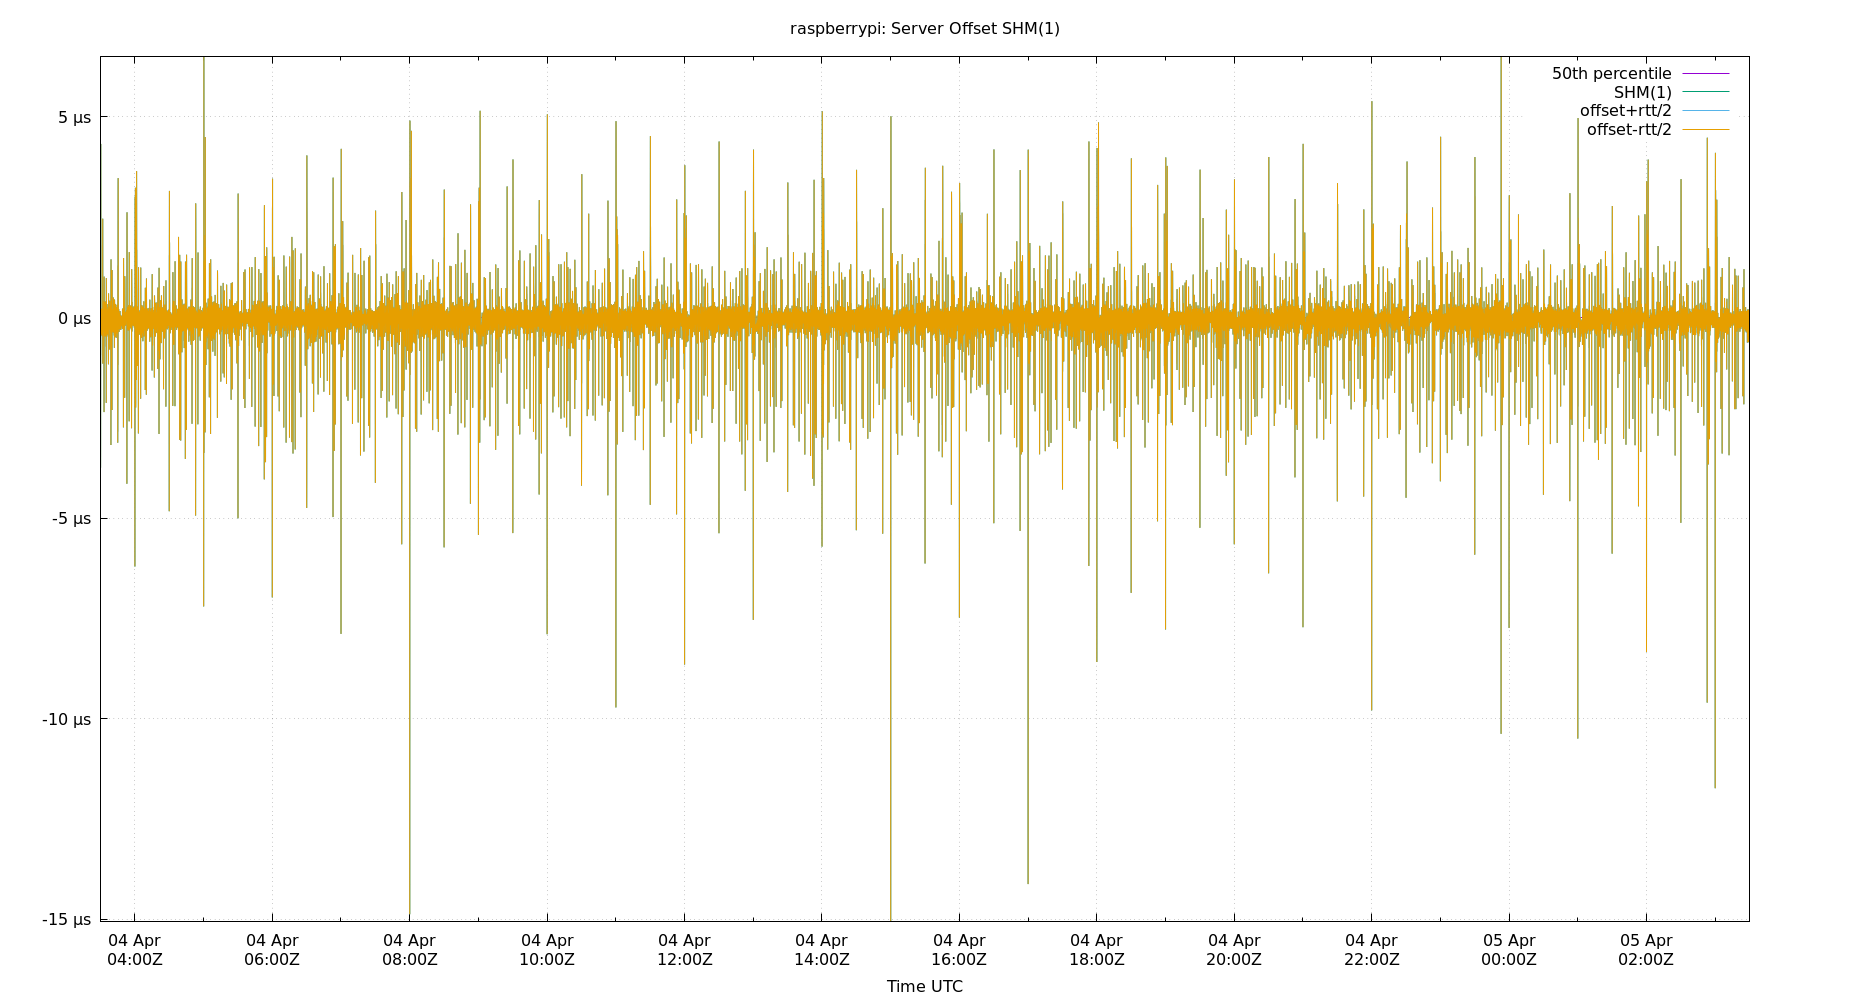 raspberrypi: Server Offset SHM(1)
50th percentile
SHM(1)
offset+rtt/2
offset-rtt/2
5 µs
0 µs
-5 µs
-10 µs
-15 µs
04 Apr 04 Apr 04 Apr 04 Apr 04 Apr 04 Apr 04 Apr 04 Apr 04 Apr 04 Apr 05 Apr 05 Apr
04:00Z 06:00Z 08:00Z 10:00Z 12:00Z 14:00Z 16:00Z 18:00Z 20:00Z 22:00Z 00:00Z 02:00Z
Time UTC